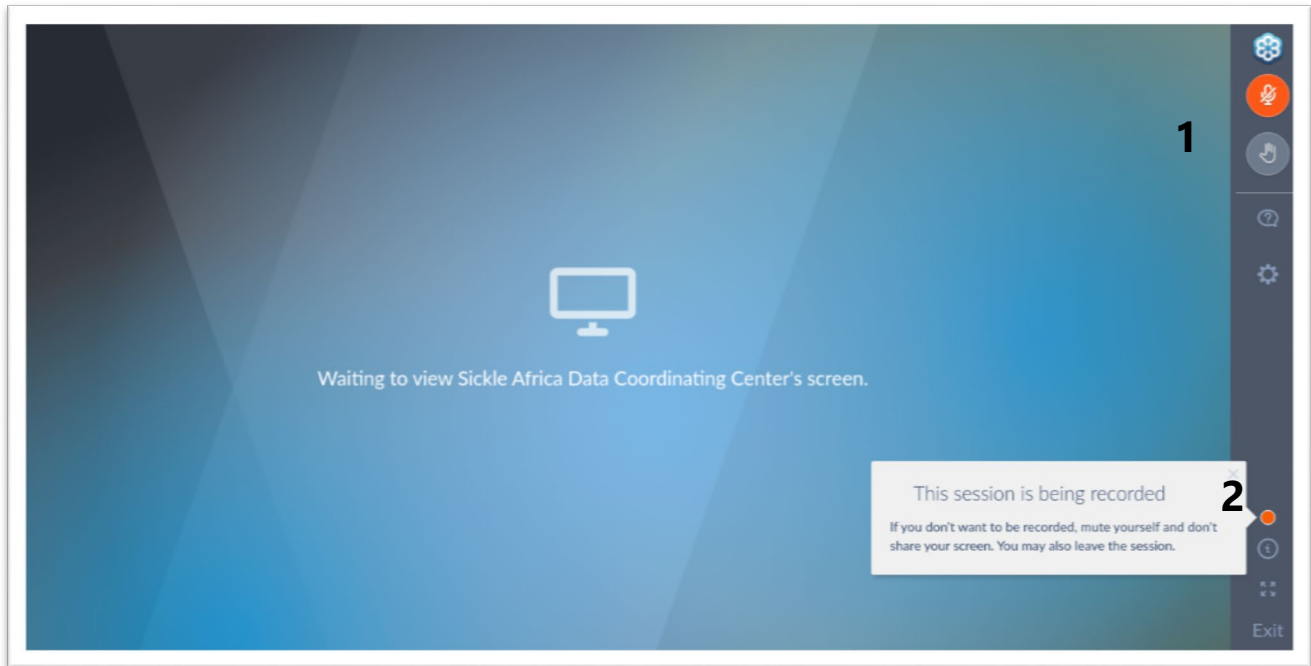 1
Waiting to view Sickle Africa Data Coordinating Center's screen.
This session is being recorded
2
If you don't want to be recorded, mute yourself and don't
share your screen. You may also leave the session.
Exit